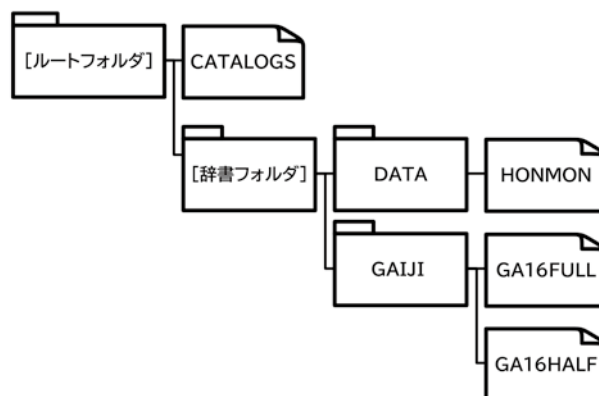 [ルートフォルダ]
CATALOGS
[辞書フォルダ]
DATA
HONMON
GAIJI
GA16FULL
GA16HALF